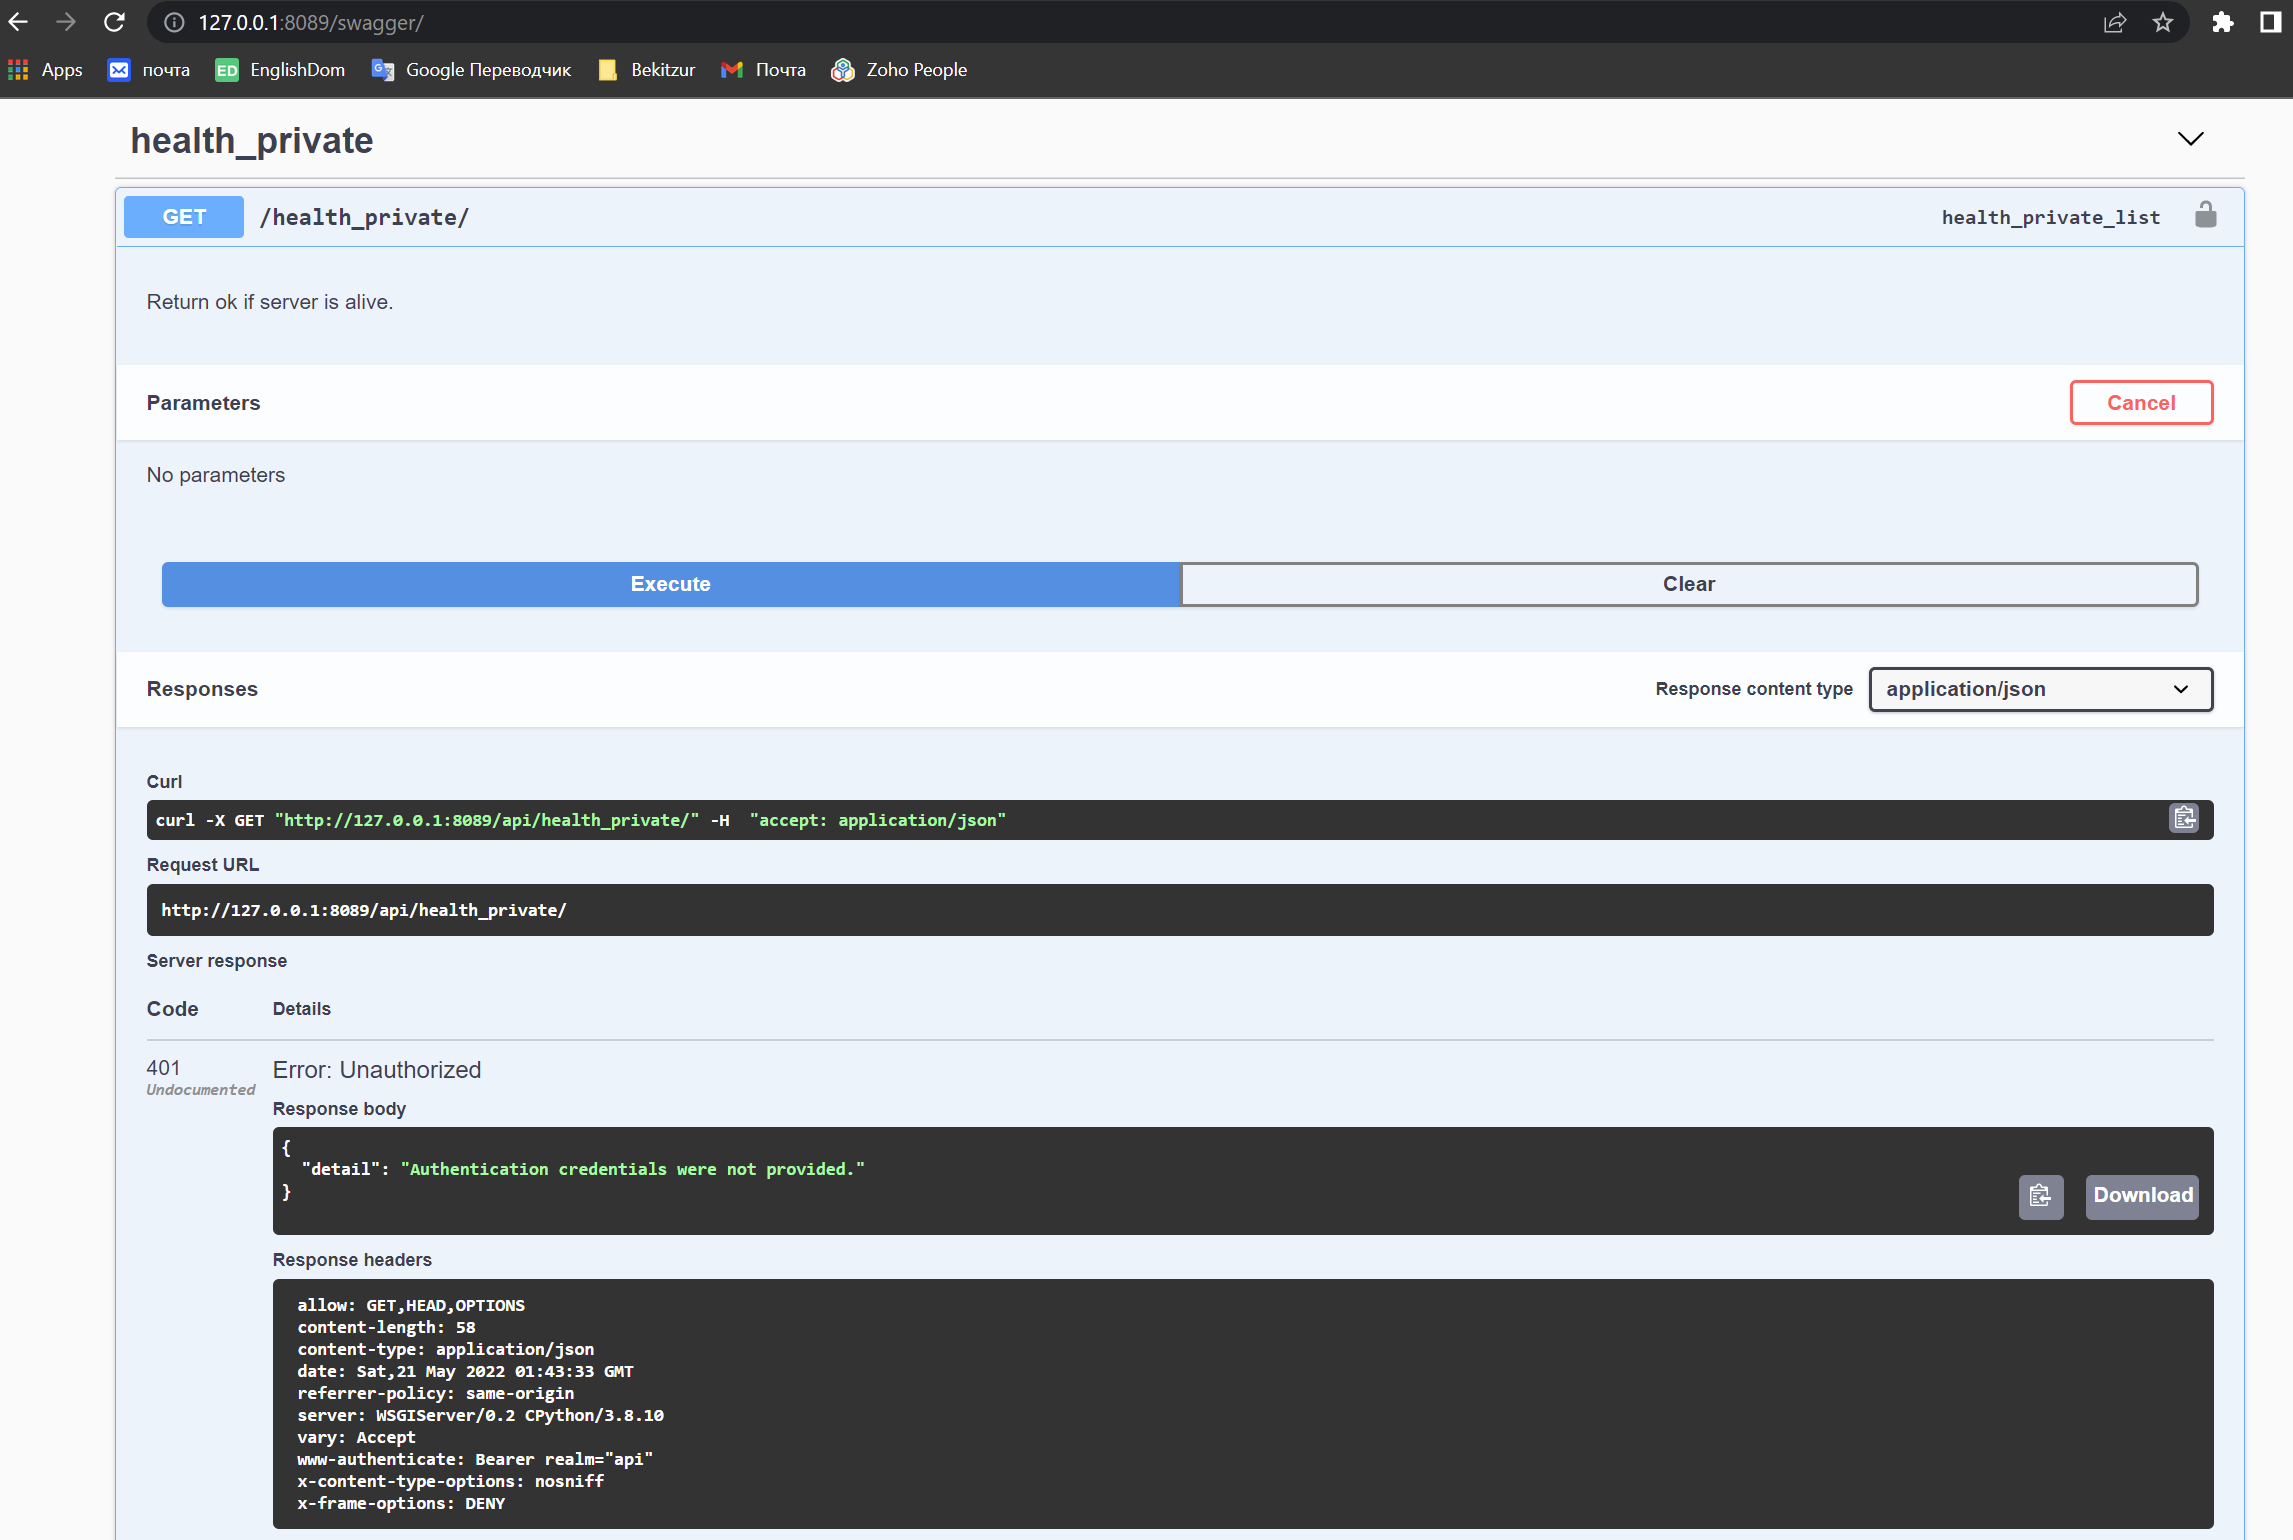 127.0.0.1:8089/swagger/
Apps почта ED EnglishDom Google Переводчик Bekitzur Почта Zoho People
health_private
GET /health_private/ health_private_list
Return ok if server is alive.
Parameters Cancel
No parameters
Execute Clear
Responses Response content type application/json
Curl
curl -X GET "http://127.0.0.1:8089/api/health_private/" -H  "accept: application/json"
Request URL
http://127.0.0.1:8089/api/health_private/
Server response
Code Details
401 Error: Unauthorized
Undocumented
Response body
{
  "detail": "Authentication credentials were not provided."
}
Download
Response headers
allow: GET,HEAD,OPTIONS
content-length: 58
content-type: application/json
date: Sat,21 May 2022 01:43:33 GMT
referrer-policy: same-origin
server: WSGIServer/0.2 CPython/3.8.10
vary: Accept
www-authenticate: Bearer realm="api"
x-content-type-options: nosniff
x-frame-options: DENY